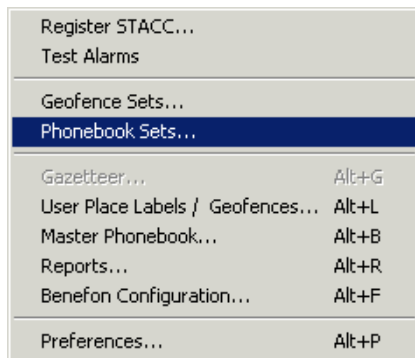 Register STACC...
Test Alarms
Geofence Sets...
Phonebook Sets...
Gazetteer... Alt+G
User Place Labels / Geofences... Alt+L
Master Phonebook... Alt+B
Reports... Alt+R
Benefon Configuration... Alt+F
Preferences... Alt+P